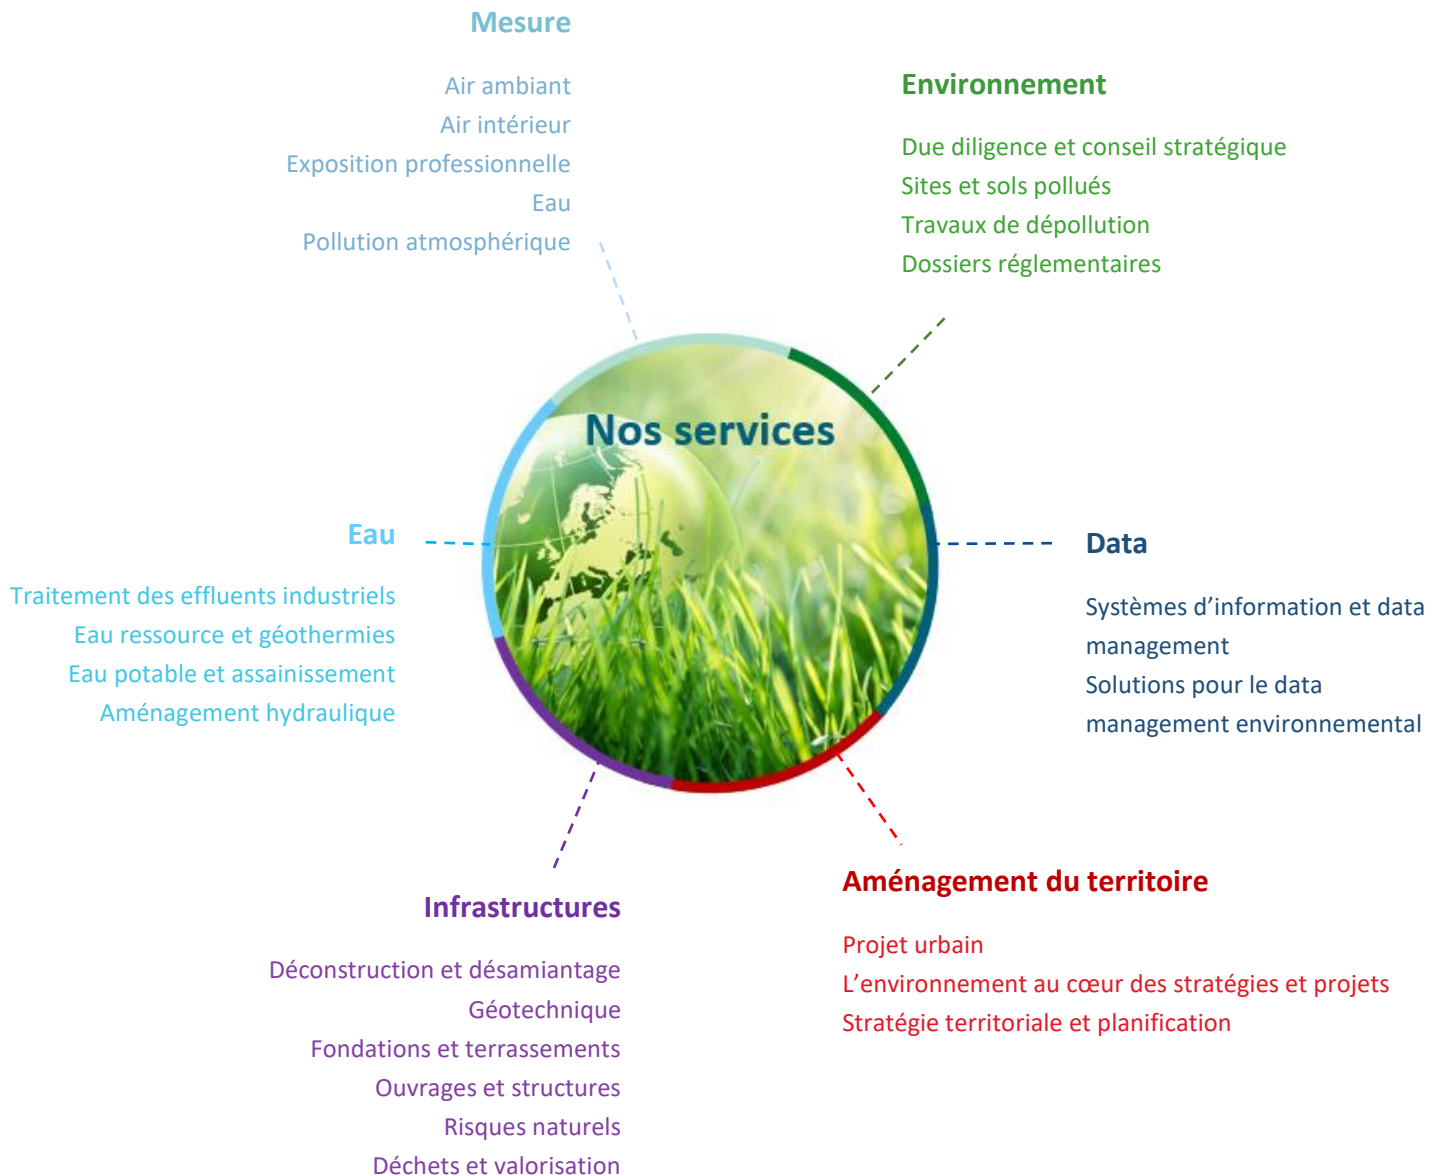 Mesure
Air ambiant
Air intérieur
Exposition professionnelle
Eau
Pollution atmosphérique
Environnement
Due diligence et conseil stratégique
Sites et sols pollués
Travaux de dépollution
Dossiers réglementaires
Nos services
Eau
Traitement des effluents industriels
Eau ressource et géothermies
Eau potable et assainissement
Aménagement hydraulique
Data
Systèmes d’information et data
management
Solutions pour le data
management environnemental
Infrastructures
Déconstruction et désamiantage
Géotechnique
Fondations et terrassements
Ouvrages et structures
Risques naturels
Déchets et valorisation
Aménagement du territoire
Projet urbain
L’environnement au cœur des stratégies et projets
Stratégie territoriale et planification